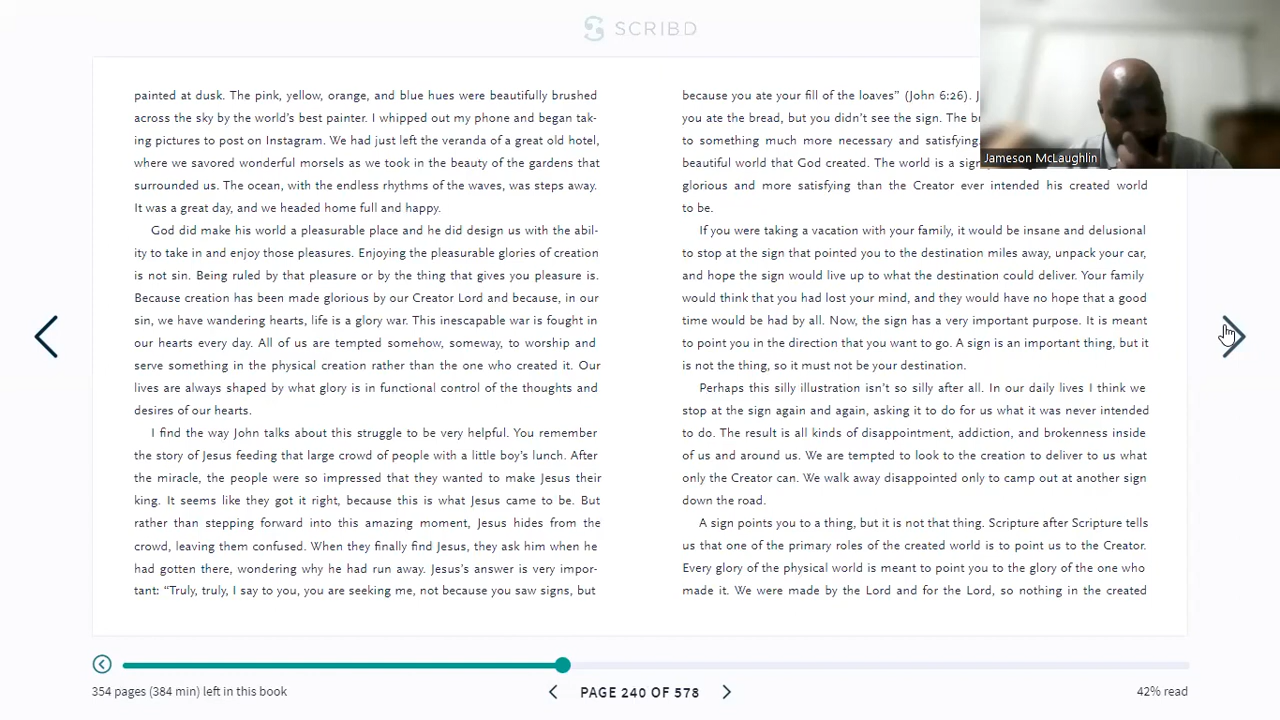 SCRIBD
painted at dusk. The pink, yellow, orange, and blue hues were beautifully brushed
across the sky by the world's best painter. I whipped out my phone and began tak-
ing pictures to post on Instagram. We had just left the veranda of a great old hotel,
where we savored wonderful morsels as we took in the beauty of the gardens that
surrounded us. The ocean, with the endless rhythms of the waves, was steps away.
It was a great day, and we headed home full and happy.
God did make his world a pleasurable place and he did design us with the abil-
ity to take in and enjoy those pleasures. Enjoying the pleasurable glories of creation
is not sin. Being ruled by that pleasure or by the thing that gives you pleasure is.
Because creation has been made glorious by our Creator Lord and because, in our
sin, we have wandering hearts, life is a glory war. This inescapable war is fought in
our hearts every day. All of us are tempted somehow, someway, to worship and
serve something in the physical creation rather than the one who created it. Our
lives are always shaped by what glory is in functional control of the thoughts and
desires of our hearts.
I find the way John talks about this struggle to be very helpful. You remember
the story of Jesus feeding that large crowd of people with a little boy's lunch. After
the miracle, the people were so impressed that they wanted to make Jesus their
king. It seems like they got it right, because this is what Jesus came to be. But
rather than stepping forward into this amazing moment, Jesus hides from the
crowd, leaving them confused. When they finally find Jesus, they ask him when he
had gotten there, wondering why he had run away. Jesus's answer is very impor-
tant: “Truly, truly, I say to you, you are seeking me, not because you saw signs, but
because you ate your fill of the loaves” (John 6:26).
you ate the bread, but you didn't see the sign. The
to something much more necessary and satisfying.
beautiful world that God created. The world is a
glorious and more satisfying than the Creator ever intended his created world
to be.
If you were taking a vacation with your family, it would be insane and delusional
to stop at the sign that pointed you to the destination miles away, unpack your car,
and hope the sign would live up to what the destination could deliver. Your family
would think that you had lost your mind, and they would have no hope that a good
time would be had by all. Now, the sign has a very important purpose. It is meant
to point you in the direction that you want to go. A sign is an important thing, but it
is not the thing, so it must not be your destination.
Perhaps this silly illustration isn't so silly after all. In our daily lives I think we
stop at the sign again and again, asking it to do for us what it was never intended
to do. The result is all kinds of disappointment, addiction, and brokenness inside
of us and around us. We are tempted to look to the creation to deliver to us what
only the Creator can. We walk away disappointed only to camp out at another sign
down the road.
A sign points you to a thing, but it is not that thing. Scripture after Scripture tells
us that one of the primary roles of the created world is to point us to the Creator.
Every glory of the physical world is meant to point you to the glory of the one who
made it. We were made by the Lord and for the Lord, so nothing in the created
Jameson McLaughlin
354 pages (384 min) left in this book
PAGE 240 OF 578
42% read